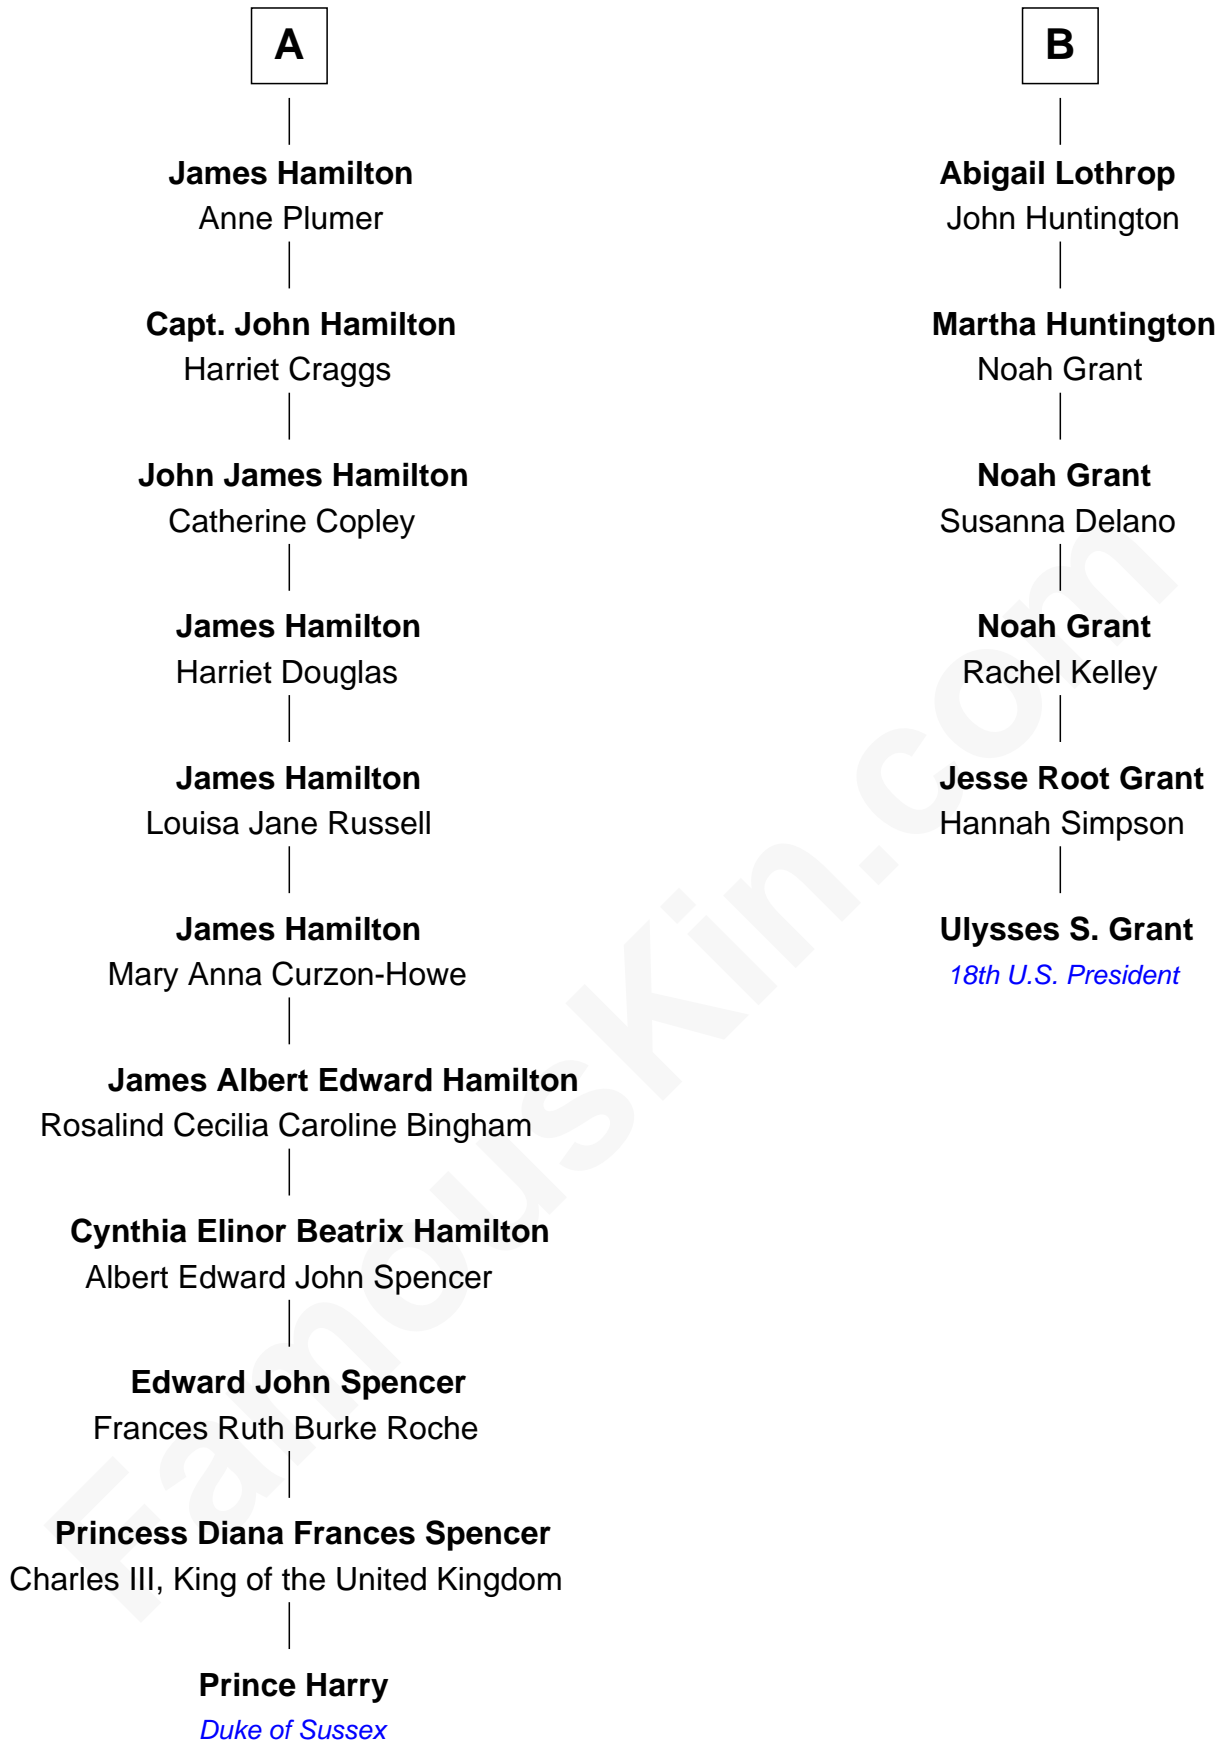 A
James Hamilton
Anne Plumer
Capt. John Hamilton
Harriet Craggs
John James Hamilton
Catherine Copley
James Hamilton
Harriet Douglas
James Hamilton
Louisa Jane Russell
James Hamilton
Mary Anna Curzon-Howe
James Albert Edward Hamilton
Rosalind Cecilia Caroline Bingham
Cynthia Elinor Beatrix Hamilton
Albert Edward John Spencer
Edward John Spencer
Frances Ruth Burke Roche
Princess Diana Frances Spencer
Charles III, King of the United Kingdom
Prince Harry
Duke of Sussex
B
Abigail Lothrop
John Huntington
Martha Huntington
Noah Grant
Noah Grant
Susanna Delano
Noah Grant
Rachel Kelley
Jesse Root Grant
Hannah Simpson
Ulysses S. Grant
18th U.S. President
FamousKin.com